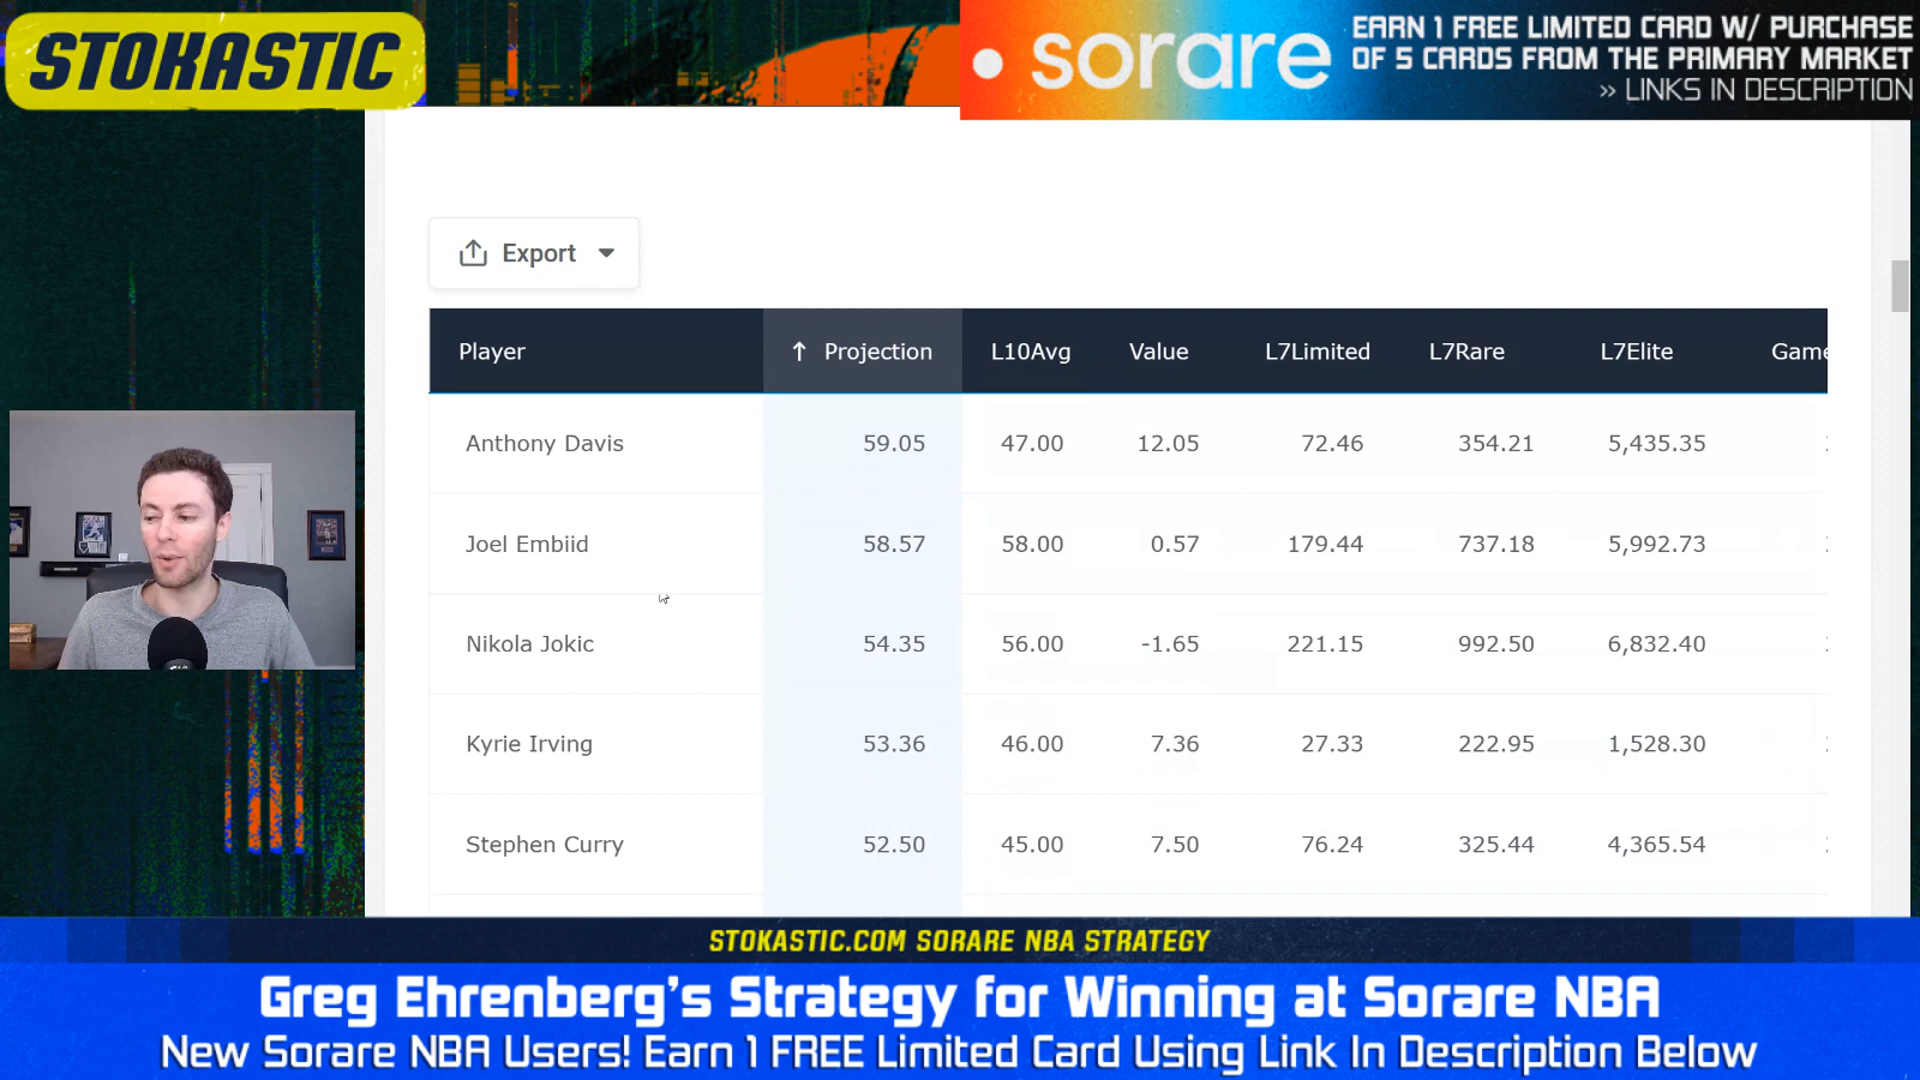 STOKASTIC
sorare
EARN 1 FREE LIMITED CARD W/ PURCHASE
OF 5 CARDS FROM THE PRIMARY MARKET
» LINKS IN DESCRIPTION
Export
Player Projection L10Avg Value L7Limited L7Rare L7Elite Game
Anthony Davis 59.05 47.00 12.05 72.46 354.21 5,435.35
Joel Embiid 58.57 58.00 0.57 179.44 737.18 5,992.73
Nikola Jokic 54.35 56.00 -1.65 221.15 992.50 6,832.40
Kyrie Irving 53.36 46.00 7.36 27.33 222.95 1,528.30
Stephen Curry 52.50 45.00 7.50 76.24 325.44 4,365.54
STOKASTIC.COM SORARE NBA STRATEGY
Greg Ehrenberg's Strategy for Winning at Sorare NBA
New Sorare NBA Users! Earn 1 FREE Limited Card Using Link In Description Below